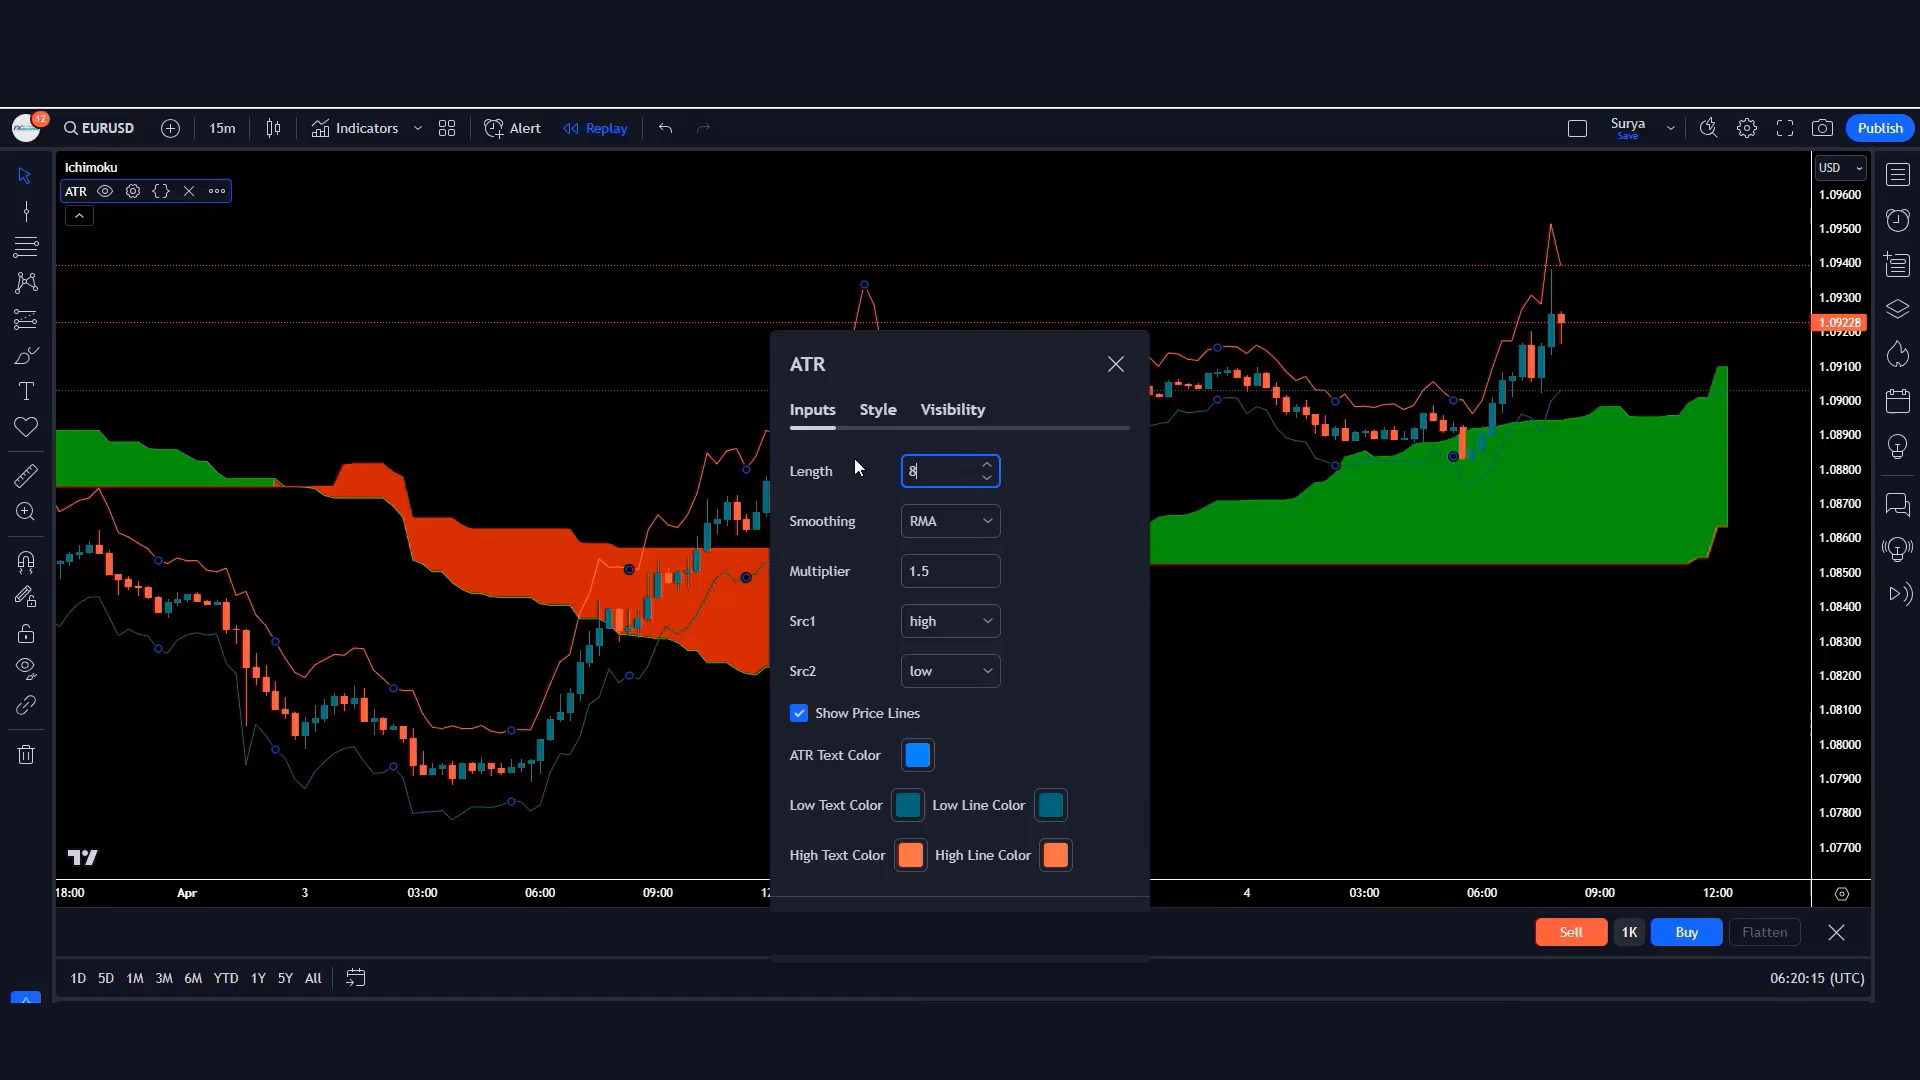 12
EURUSD
15m
Indicators
Alert
Replay
Surya
Save
Publish
Ichimoku
ATR
USD
1.09600
1.09500
1.09400
1.09300
1.09228
1.09200
1.09100
1.09000
1.08900
1.08800
1.08700
1.08600
1.08500
1.08400
1.08300
1.08200
1.08100
1.08000
1.07900
1.07800
1.07700
ATR
Inputs Style Visibility
Length 8
Smoothing RMA
Multiplier 1.5
Src1 high
Src2 low
Show Price Lines
ATR Text Color
Low Text Color Low Line Color
High Text Color High Line Color
18:00 Apr 3 03:00 06:00 09:00 4 03:00 06:00 09:00 12:00
Sell 1K Buy Flatten
1D 5D 1M 3M 6M YTD 1Y 5Y All
06:20:15 (UTC)